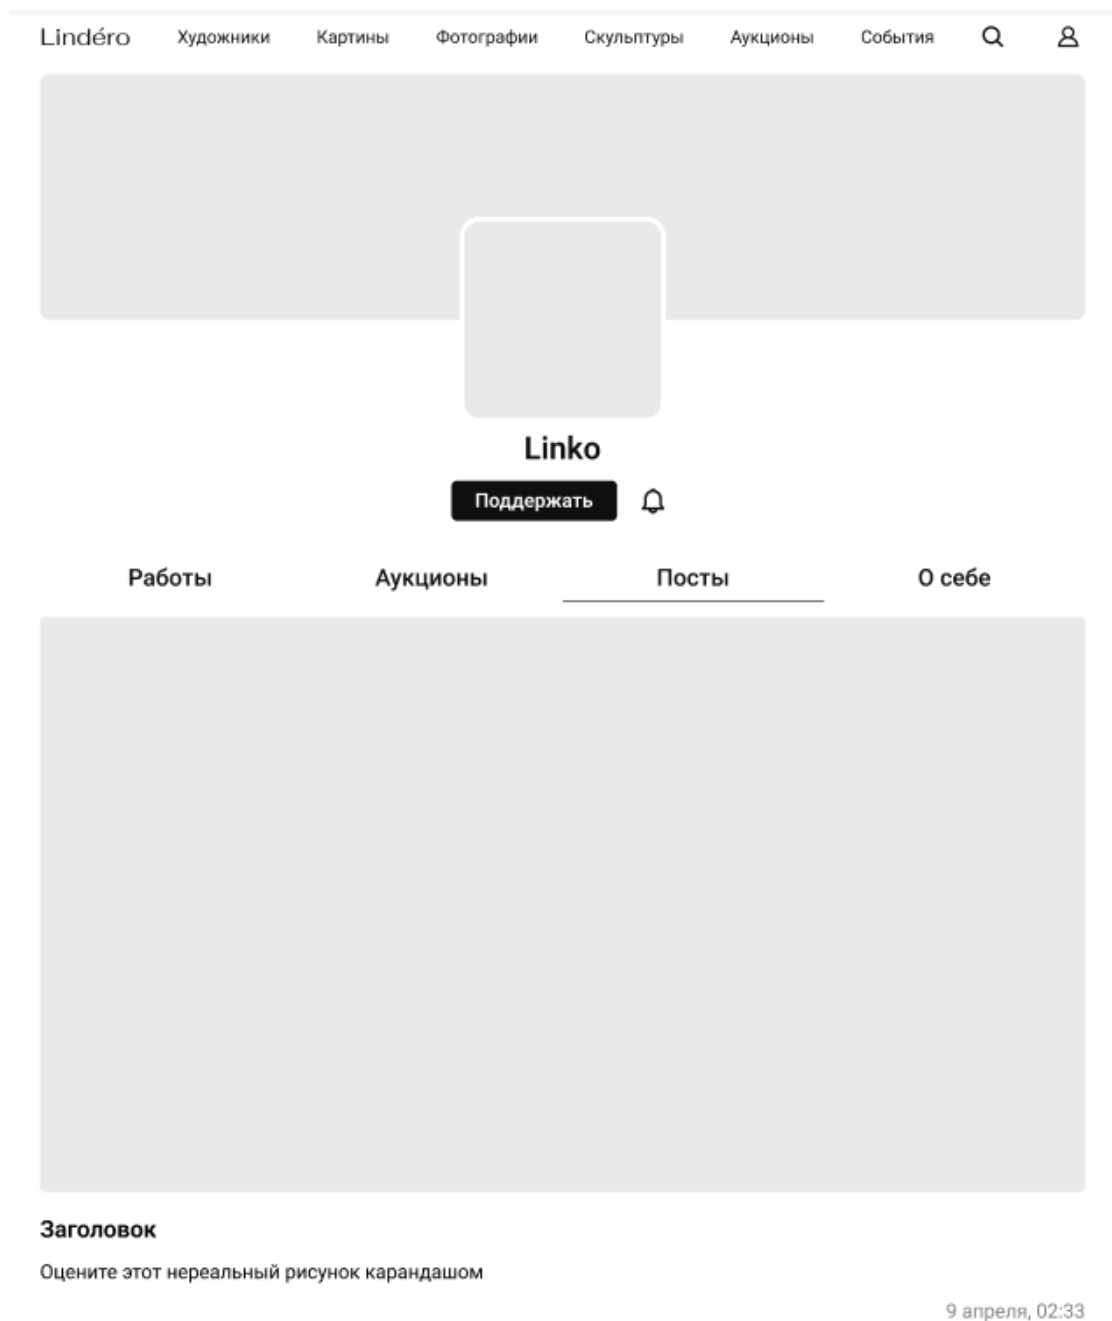 Lindéro Художники Картины Фотографии Скульптуры Аукционы События
Linko
Поддержать
Работы Аукционы Посты О себе
Заголовок
Оцените этот нереальный рисунок карандашом
9 апреля, 02:33